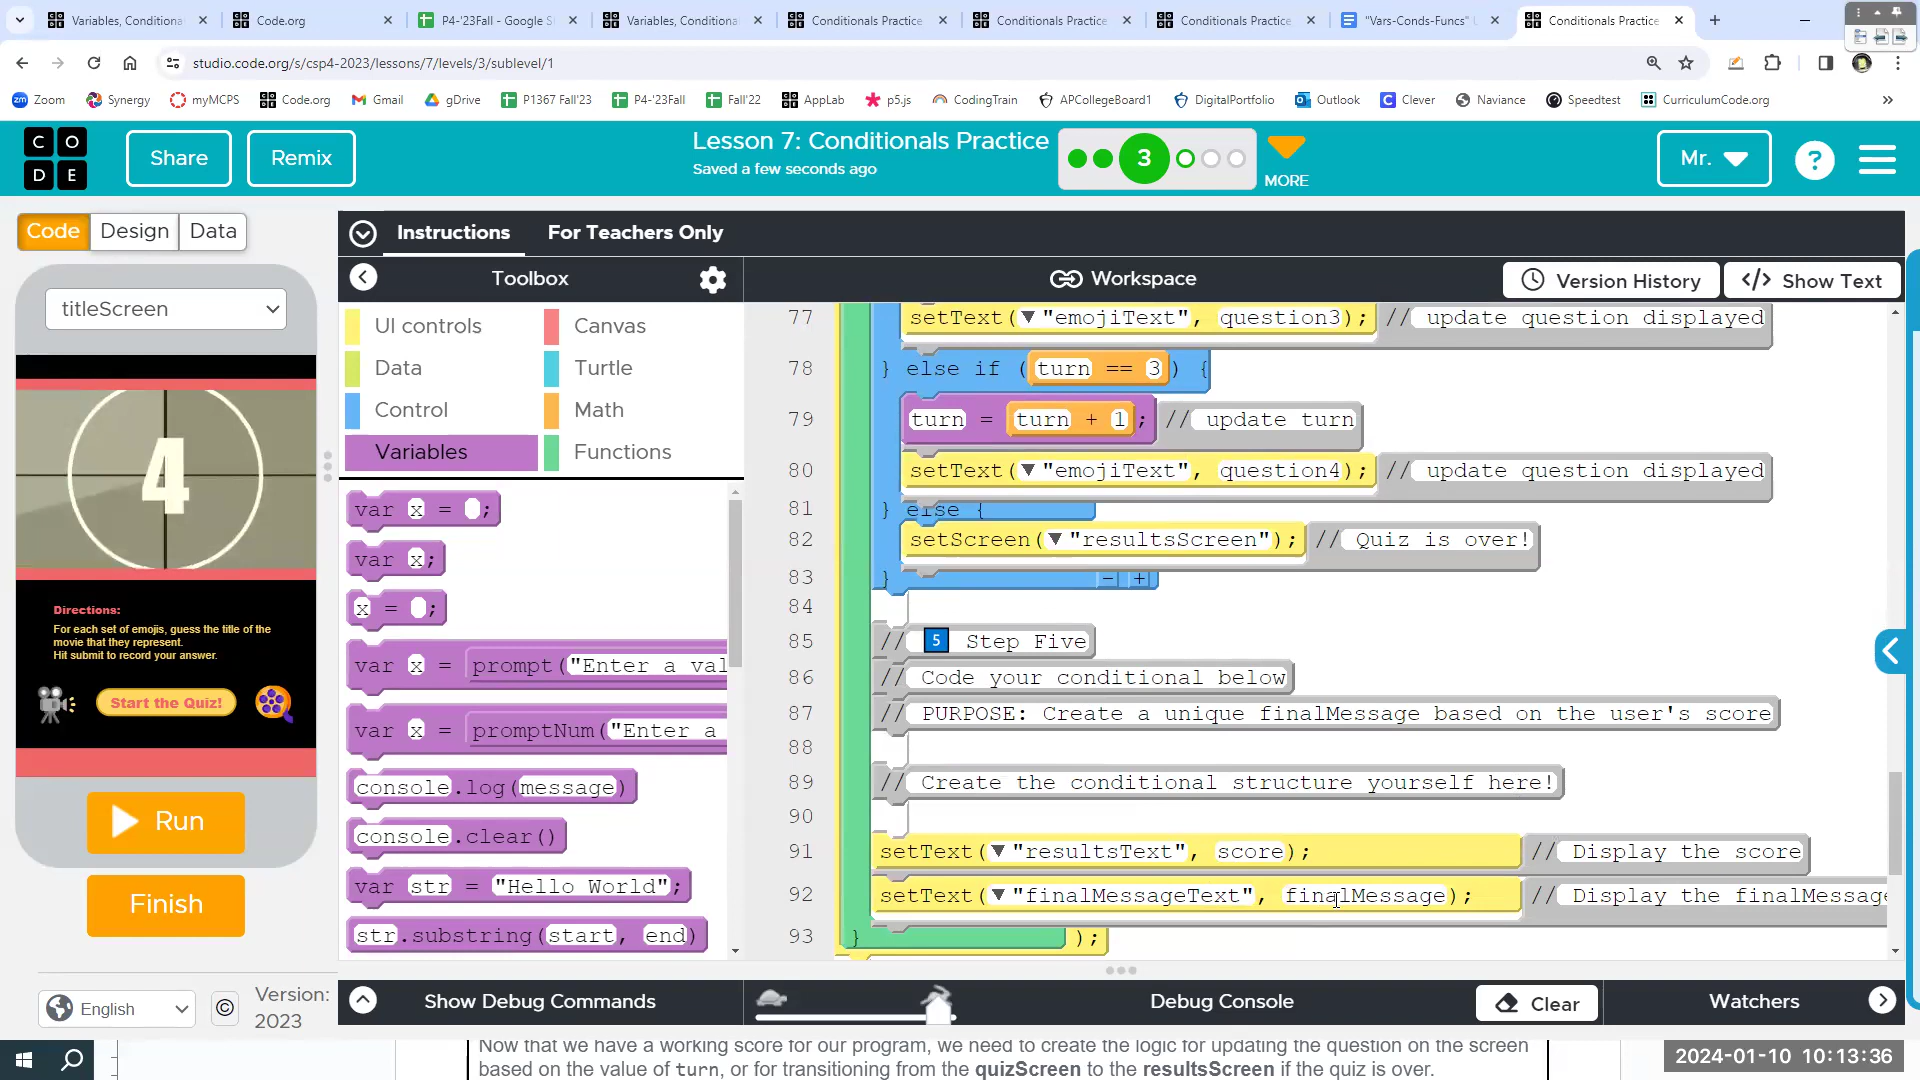 Variables, Conditiona
Code.org
P4-'23Fall - Google S
Variables, Conditional
Conditionals Practice
Conditionals Practice
Conditionals Practice
"Vars-Conds-Funcs"
Conditionals Practice
studio.code.org/s/csp4-2023/lessons/7/levels/3/sublevel/1
Zoom
Synergy
myMCPS
Code.org
Gmail
gDrive
P1367 Fall'23
P4-'23Fall
Fall'22
AppLab
p5.js
CodingTrain
APCollegeBoard1
DigitalPortfolio
Outlook
Clever
Naviance
Speedtest
CurriculumCode.org
CODE
Share
Remix
Lesson 7: Conditionals Practice
Saved a few seconds ago
3
MORE
Mr.
?
Code
Design
Data
Instructions
For Teachers Only
Toolbox
Workspace
Version History
</> Show Text
titleScreen
4
Directions:
For each set of emojis, guess the title of the
movie that they represent.
Hit submit to record your answer.
Start the Quiz!
Run
Finish
English
©
Version:
2023
UI controls
Canvas
Data
Turtle
Control
Math
Variables
Functions
var x = ;
var x;
x = ;
var x = prompt("Enter a val
var x = promptNum("Enter a
console.log(message)
console.clear()
var str = "Hello World";
str.substring(start, end)
77 setText(▼"emojiText", question3); // update question displayed
78 } else if (turn == 3) {
79 turn = turn + 1; // update turn
80 setText(▼"emojiText", question4); // update question displayed
81 } else {
82 setScreen(▼"resultsScreen"); // Quiz is over!
83 } - +
84
85 // 5 Step Five
86 // Code your conditional below
87 // PURPOSE: Create a unique finalMessage based on the user's score
88
89 // Create the conditional structure yourself here!
90
91 setText(▼"resultsText", score); // Display the score
92 setText(▼"finalMessageText", finalMessage); // Display the finalMessage
93 } );
Show Debug Commands
Debug Console
Clear
Watchers
Now that we have a working score for our program, we need to create the logic for updating the question on the screen
based on the value of turn, or for transitioning from the quizScreen to the resultsScreen if the quiz is over.
2024-01-10 10:13:36